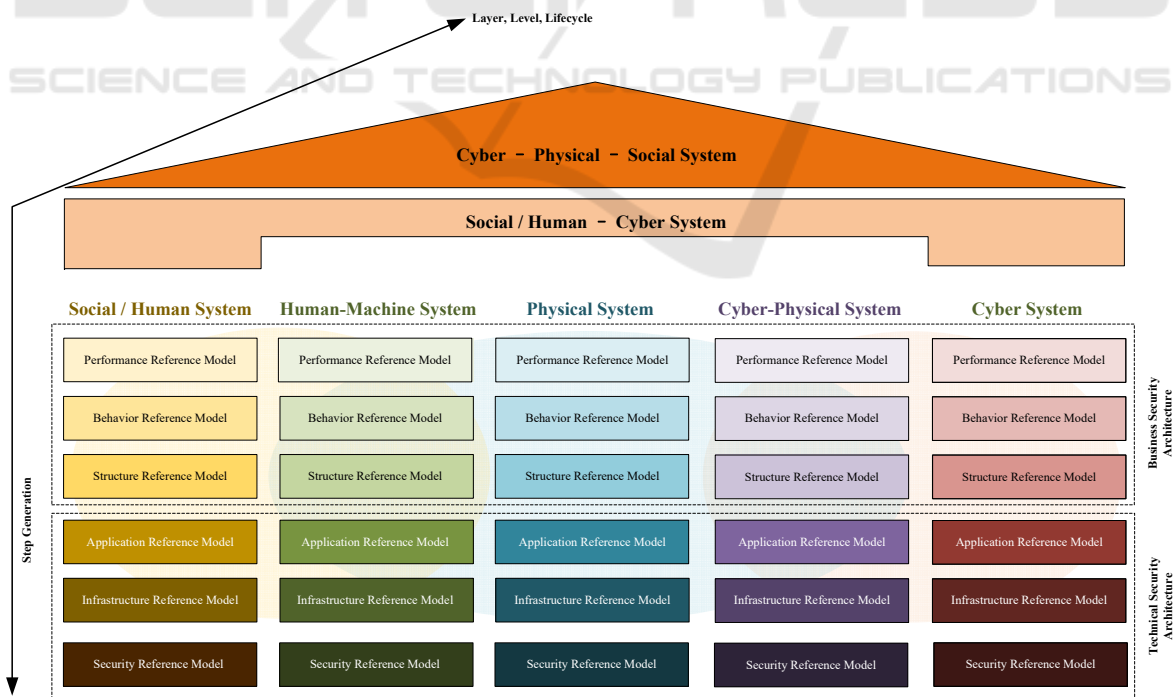 Layer, Level, Lifecycle
SCIENCE AND TECHNOLOGY PUBLICATIONS
Cyber – Physical – Social System
Social / Human – Cyber System
Social / Human System
Human-Machine System
Physical System
Cyber-Physical System
Cyber System
Performance Reference Model
Performance Reference Model
Performance Reference Model
Performance Reference Model
Performance Reference Model
Behavior Reference Model
Behavior Reference Model
Behavior Reference Model
Behavior Reference Model
Behavior Reference Model
Structure Reference Model
Structure Reference Model
Structure Reference Model
Structure Reference Model
Structure Reference Model
Business Security
Architecture
Step Generation
Application Reference Model
Application Reference Model
Application Reference Model
Application Reference Model
Application Reference Model
Infrastructure Reference Model
Infrastructure Reference Model
Infrastructure Reference Model
Infrastructure Reference Model
Infrastructure Reference Model
Security Reference Model
Security Reference Model
Security Reference Model
Security Reference Model
Security Reference Model
Technical Security
Architecture